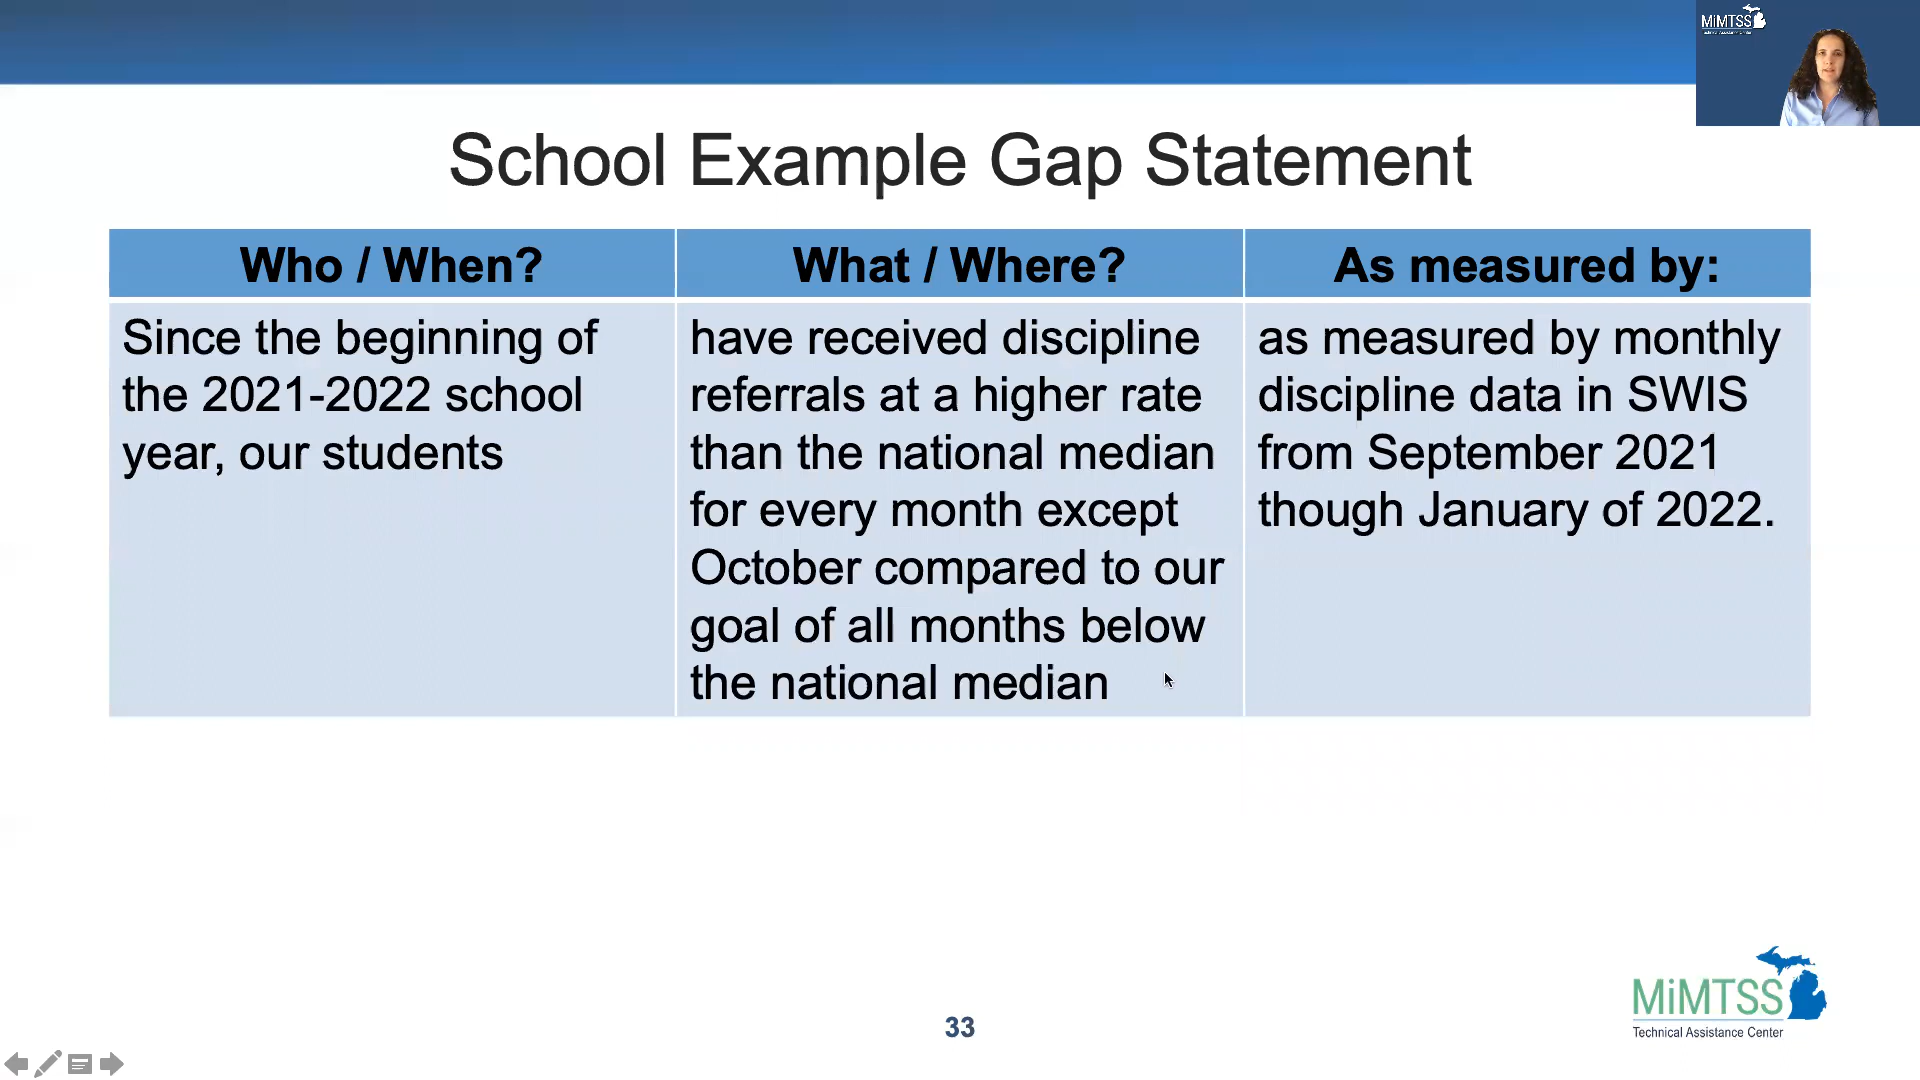 MiMTSS
Technical Assistance Center
School Example Gap Statement
Who / When?
What / Where?
As measured by:
Since the beginning of
the 2021-2022 school
year, our students
have received discipline
referrals at a higher rate
than the national median
for every month except
October compared to our
goal of all months below
the national median
as measured by monthly
discipline data in SWIS
from September 2021
though January of 2022.
MiMTSS
Technical Assistance Center
33